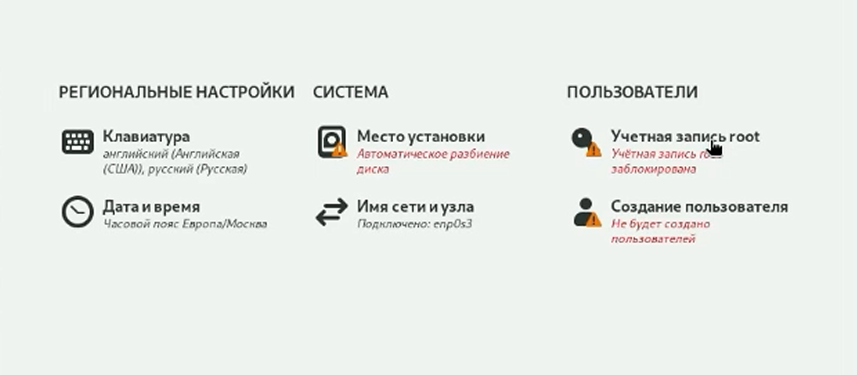 РЕГИОНАЛЬНЫЕ НАСТРОЙКИ
Клавиатура
английский (Английская
(США)), русский (Русская)
Дата и время
Часовой пояс Европа/Москва
СИСТЕМА
Место установки
Автоматическое разбиение
диска
Имя сети и узла
Подключено: enp0s3
ПОЛЬЗОВАТЕЛИ
Учетная запись root
Учётная запись
заблокирована
Создание пользователя
Не будет создано
пользователей